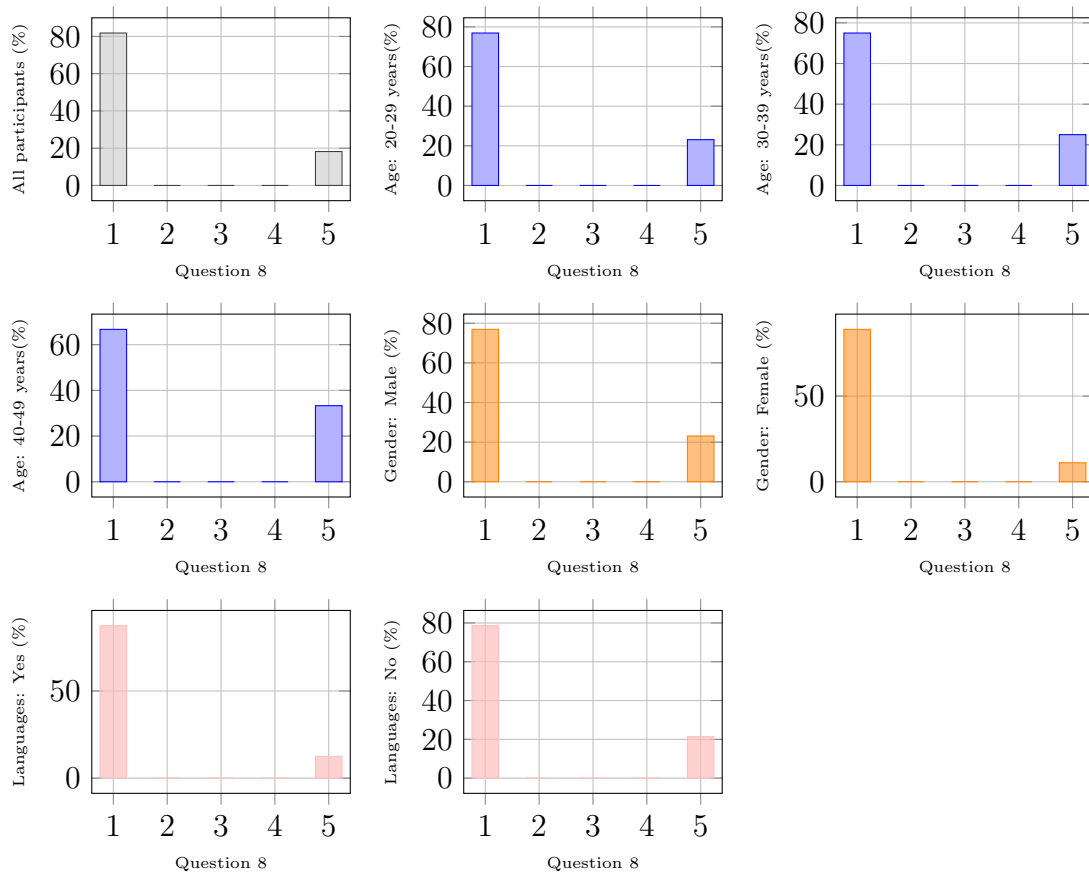 All participants (%)
80
60
40
20
0
1 2 3 4 5
Question 8
Age: 20-29 years(%)
80
60
40
20
0
1 2 3 4 5
Question 8
Age: 30-39 years(%)
80
60
40
20
0
1 2 3 4 5
Question 8
Age: 40-49 years(%)
60
40
20
0
1 2 3 4 5
Question 8
Gender: Male (%)
80
60
40
20
0
1 2 3 4 5
Question 8
Gender: Female (%)
50
0
1 2 3 4 5
Question 8
Languages: Yes (%)
50
0
1 2 3 4 5
Question 8
Languages: No (%)
80
60
40
20
0
1 2 3 4 5
Question 8